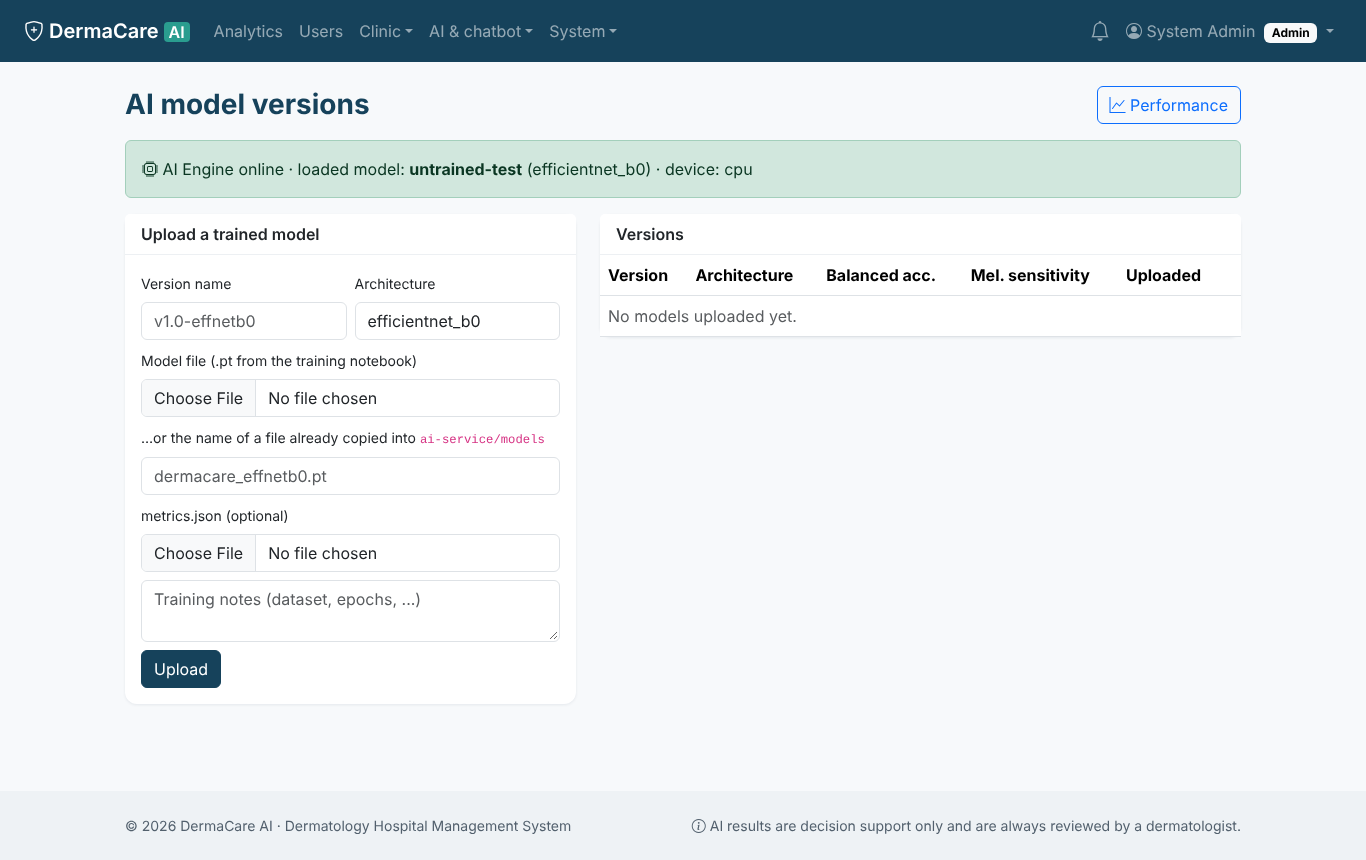 DermaCare AI Analytics Users Clinic AI & chatbot System System Admin Admin
AI model versions
Performance
AI Engine online · loaded model: untrained-test (efficientnet_b0) · device: cpu
Upload a trained model
Version name Architecture
v1.0-effnetb0 efficientnet_b0
Model file (.pt from the training notebook)
Choose File No file chosen
...or the name of a file already copied into ai-service/models
dermacare_effnetb0.pt
metrics.json (optional)
Choose File No file chosen
Training notes (dataset, epochs, ...)
Upload
Versions
Version Architecture Balanced acc. Mel. sensitivity Uploaded
No models uploaded yet.
© 2026 DermaCare AI · Dermatology Hospital Management System
AI results are decision support only and are always reviewed by a dermatologist.